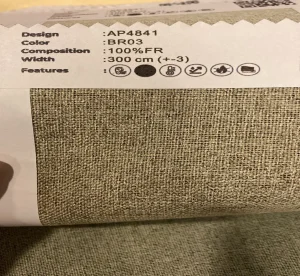 Design :AP4841
Color :BR03
Composition :100%FR
Width :300 cm (+-3)
Features :